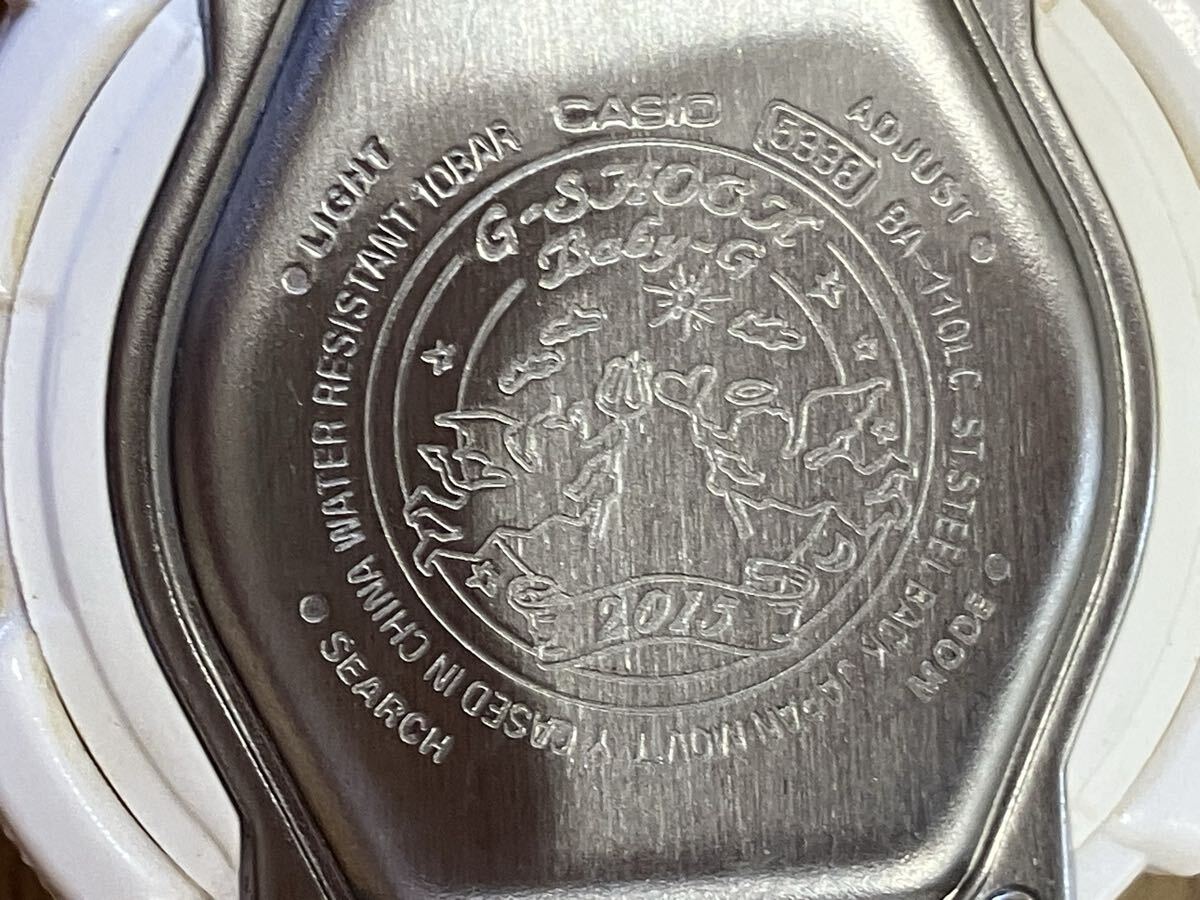 CASIO
5338
ADJUST
LIGHT
G-SHOCK
Baby-G
2015
BA-110LC ST.STEEL BACK JAPAN MOV'T Y CASED IN CHINA WATER RESISTANT 10BAR
SEARCH
MODE